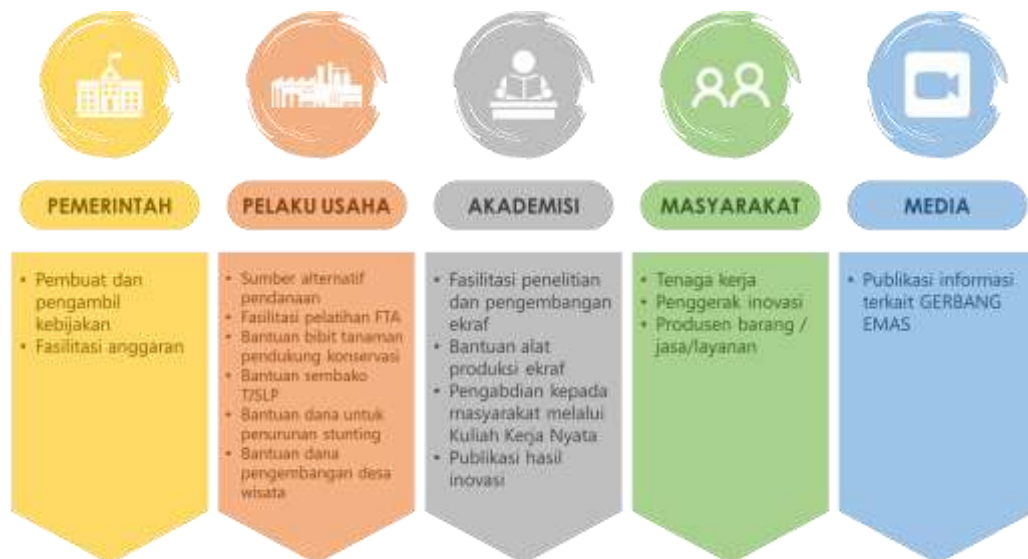 PEMERINTAH
• Pembuat dan
pengambil
kebijakan
• Fasilitasi anggaran
PELAKU USAHA
• Sumber alternatif
pendanaan
• Fasilitasi pelatihan FTA
• Bantuan bibit tanaman
pendukung konservasi
• Bantuan sembako
T/SLP
• Bantuan dana untuk
penurunan stunting
• Bantuan dana
pengembangan desa
wisata
AKADEMISI
• Fasilitasi penelitian
dan pengembangan
ekraf
• Bantuan alat
produksi ekraf
• Pengabdian kepada
masyarakat melalui
Kuliah Kerja Nyata
• Publikasi hasil
inovasi
MASYARAKAT
• Tenaga kerja
• Penggerak inovasi
• Produsen barang /
jasa/layanan
MEDIA
• Publikasi informasi
terkait GERBANG
EMAS